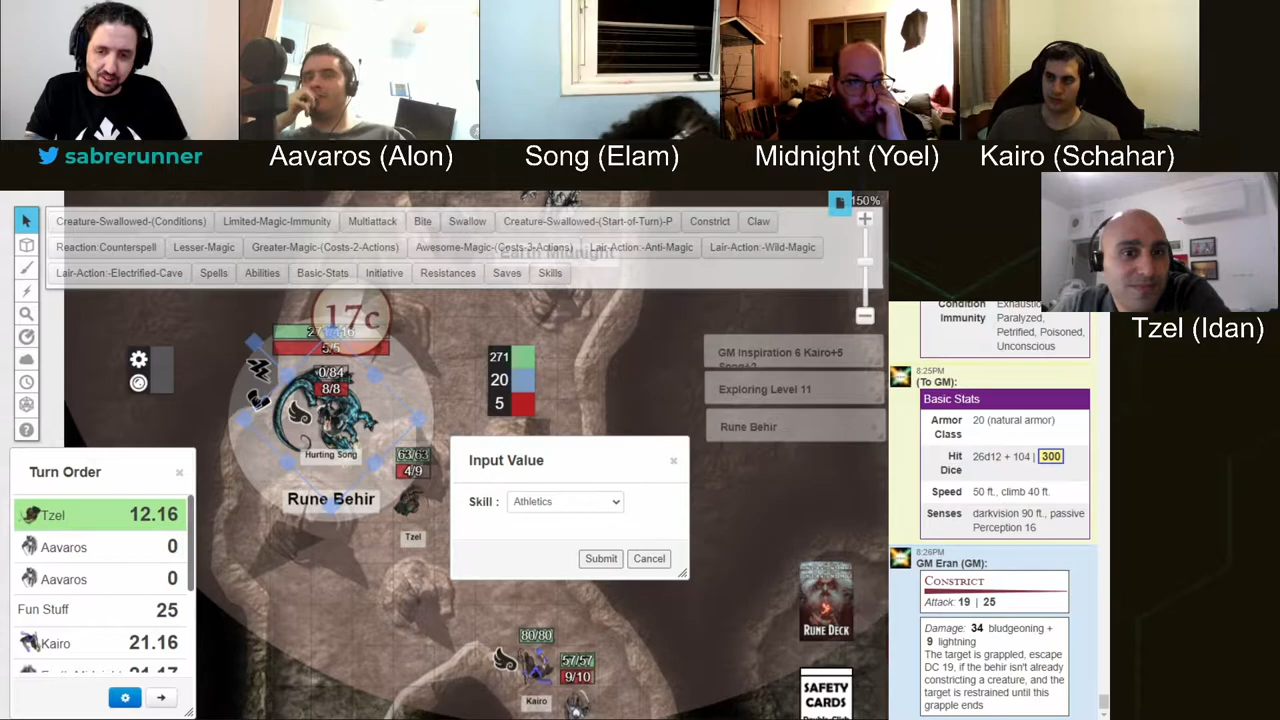 sabrerunner
Aavaros (Alon)
Song (Elam)
Midnight (Yoel)
Kairo (Schahar)
Tzel (Idan)
150%
Creature-Swallowed-(Conditions)
Limited-Magic-Immunity
Multiattack
Bite
Swallow
Creature-Swallowed-(Start-of-Turn)-P
Constrict
Claw
Reaction:Counterspell
Lesser-Magic
Greater-Magic-(Costs-2-Actions)
Awesome-Magic-(Costs-3-Actions)
Lair-Action:-Anti-Magic
Lair-Action:-Wild-Magic
Earth Midnight
Lair-Action:-Electrified-Cave
Spells
Abilities
Basic-Stats
Initiative
Resistances
Saves
Skills
17c
5/5
0/84
8/8
Hurting Song
Rune Behir
63/63
4/9
Tzel
271
20
5
GM Inspiration 6 Kairo+5
Exploring Level 11
Rune Behir
Input Value
Skill :
Athletics
Submit
Cancel
Turn Order
Tzel 12.16
Aavaros 0
Aavaros 0
Fun Stuff 25
Kairo 21.16
80/80
57/57
9/10
Kairo
RUNE DECK
SAFETY
CARDS
Condition
Immunity
Exhaustion,
Paralyzed,
Petrified, Poisoned,
Unconscious
8:25PM
(To GM):
Basic Stats
Armor
Class
20 (natural armor)
Hit
Dice
26d12 + 104 | 300
Speed
50 ft., climb 40 ft.
Senses
darkvision 90 ft., passive
Perception 16
8:26PM
GM Eran (GM):
CONSTRICT
Attack: 19 | 25
Damage: 34 bludgeoning +
9 lightning
The target is grappled, escape
DC 19, if the behir isn't already
constricting a creature, and the
target is restrained until this
grapple ends